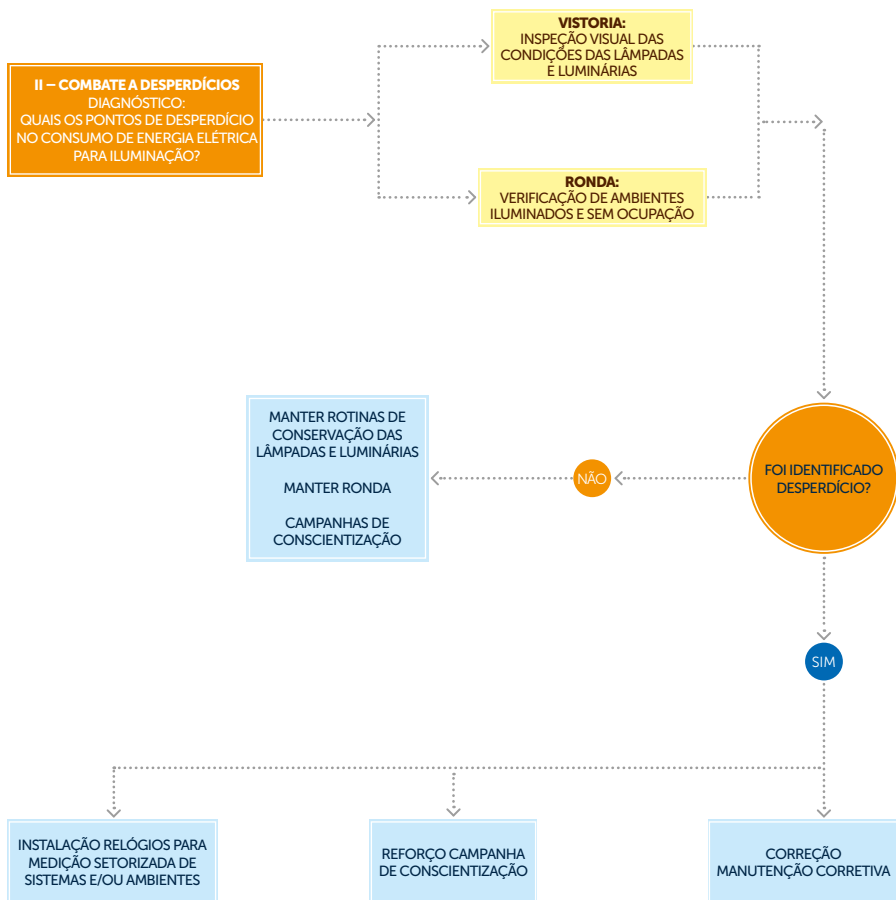 II – COMBATE A DESPERDÍCIOS
DIAGNÓSTICO:
QUAIS OS PONTOS DE DESPERDÍCIO
NO CONSUMO DE ENERGIA ELÉTRICA
PARA ILUMINAÇÃO?
VISTORIA:
INSPEÇÃO VISUAL DAS
CONDIÇÕES DAS LÂMPADAS
E LUMINÁRIAS
RONDA:
VERIFICAÇÃO DE AMBIENTES
ILUMINADOS E SEM OCUPAÇÃO
FOI IDENTIFICADO
DESPERDÍCIO?
NÃO
MANTER ROTINAS DE
CONSERVAÇÃO DAS
LÂMPADAS E LUMINÁRIAS
MANTER RONDA
CAMPANHAS DE
CONSCIENTIZAÇÃO
SIM
INSTALAÇÃO RELÓGIOS PARA
MEDIÇÃO SETORIZADA DE
SISTEMAS E/OU AMBIENTES
REFORÇO CAMPANHA
DE CONSCIENTIZAÇÃO
CORREÇÃO
MANUTENÇÃO CORRETIVA